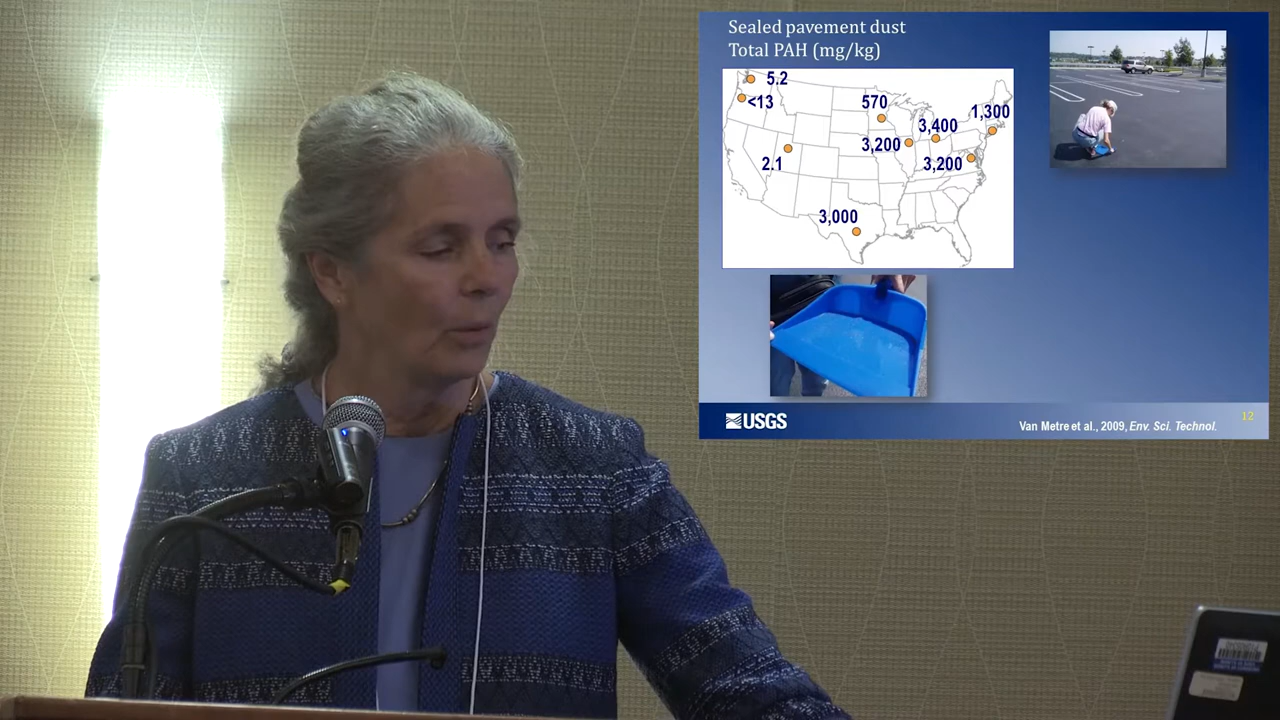 Sealed pavement dust
Total PAH (mg/kg)
5.2
<13
570
1,300
3,400
3,200
2.1
3,200
3,000
USGS
Van Metre et al., 2009, Env. Sci. Technol.
12